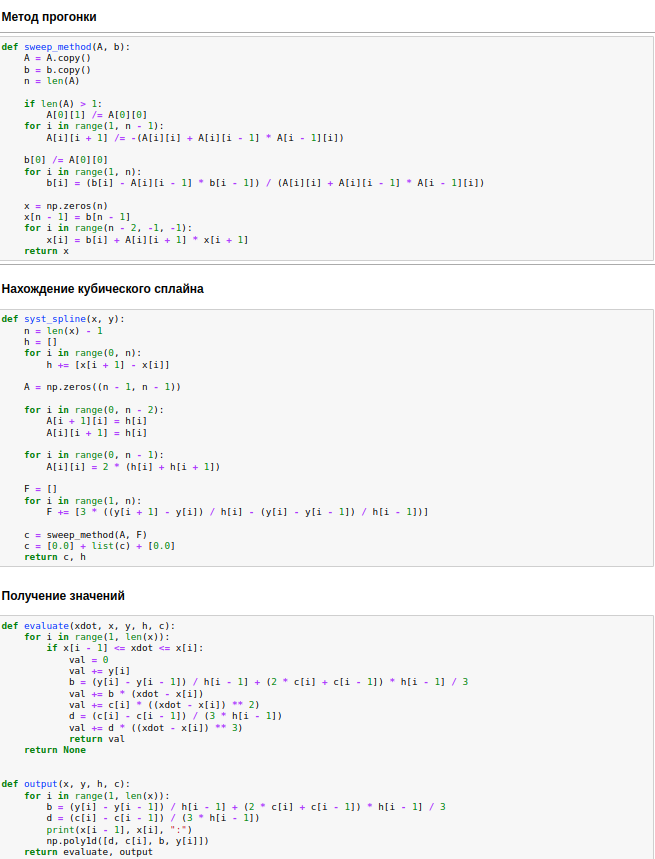 Метод прогонки
def sweep_method(A, b):
    A = A.copy()
    b = b.copy()
    n = len(A)

    if len(A) > 1:
        A[0][1] /= A[0][0]
    for i in range(1, n - 1):
        A[i][i + 1] /= -(A[i][i] + A[i][i - 1] * A[i - 1][i])

    b[0] /= A[0][0]
    for i in range(1, n):
        b[i] = (b[i] - A[i][i - 1] * b[i - 1]) / (A[i][i] + A[i][i - 1] * A[i - 1][i])

    x = np.zeros(n)
    x[n - 1] = b[n - 1]
    for i in range(n - 2, -1, -1):
        x[i] = b[i] + A[i][i + 1] * x[i + 1]
    return x

Нахождение кубического сплайна
def syst_spline(x, y):
    n = len(x) - 1
    h = []
    for i in range(0, n):
        h += [x[i + 1] - x[i]]

    A = np.zeros((n - 1, n - 1))

    for i in range(0, n - 2):
        A[i + 1][i] = h[i]
        A[i][i + 1] = h[i]

    for i in range(0, n - 1):
        A[i][i] = 2 * (h[i] + h[i + 1])

    F = []
    for i in range(1, n):
        F += [3 * ((y[i + 1] - y[i]) / h[i] - (y[i] - y[i - 1]) / h[i - 1])]

    c = sweep_method(A, F)
    c = [0.0] + list(c) + [0.0]
    return c, h

Получение значений
def evaluate(xdot, x, y, h, c):
    for i in range(1, len(x)):
        if x[i - 1] <= xdot <= x[i]:
            val = 0
            val += y[i]
            b = (y[i] - y[i - 1]) / h[i - 1] + (2 * c[i] + c[i - 1]) * h[i - 1] / 3
            val += b * (xdot - x[i])
            val += c[i] * ((xdot - x[i]) ** 2)
            d = (c[i] - c[i - 1]) / (3 * h[i - 1])
            val += d * ((xdot - x[i]) ** 3)
            return val
    return None

def output(x, y, h, c):
    for i in range(1, len(x)):
        b = (y[i] - y[i - 1]) / h[i - 1] + (2 * c[i] + c[i - 1]) * h[i - 1] / 3
        d = (c[i] - c[i - 1]) / (3 * h[i - 1])
        print(x[i - 1], x[i], ":")
        np.poly1d([d, c[i], b, y[i]])
    return evaluate, output